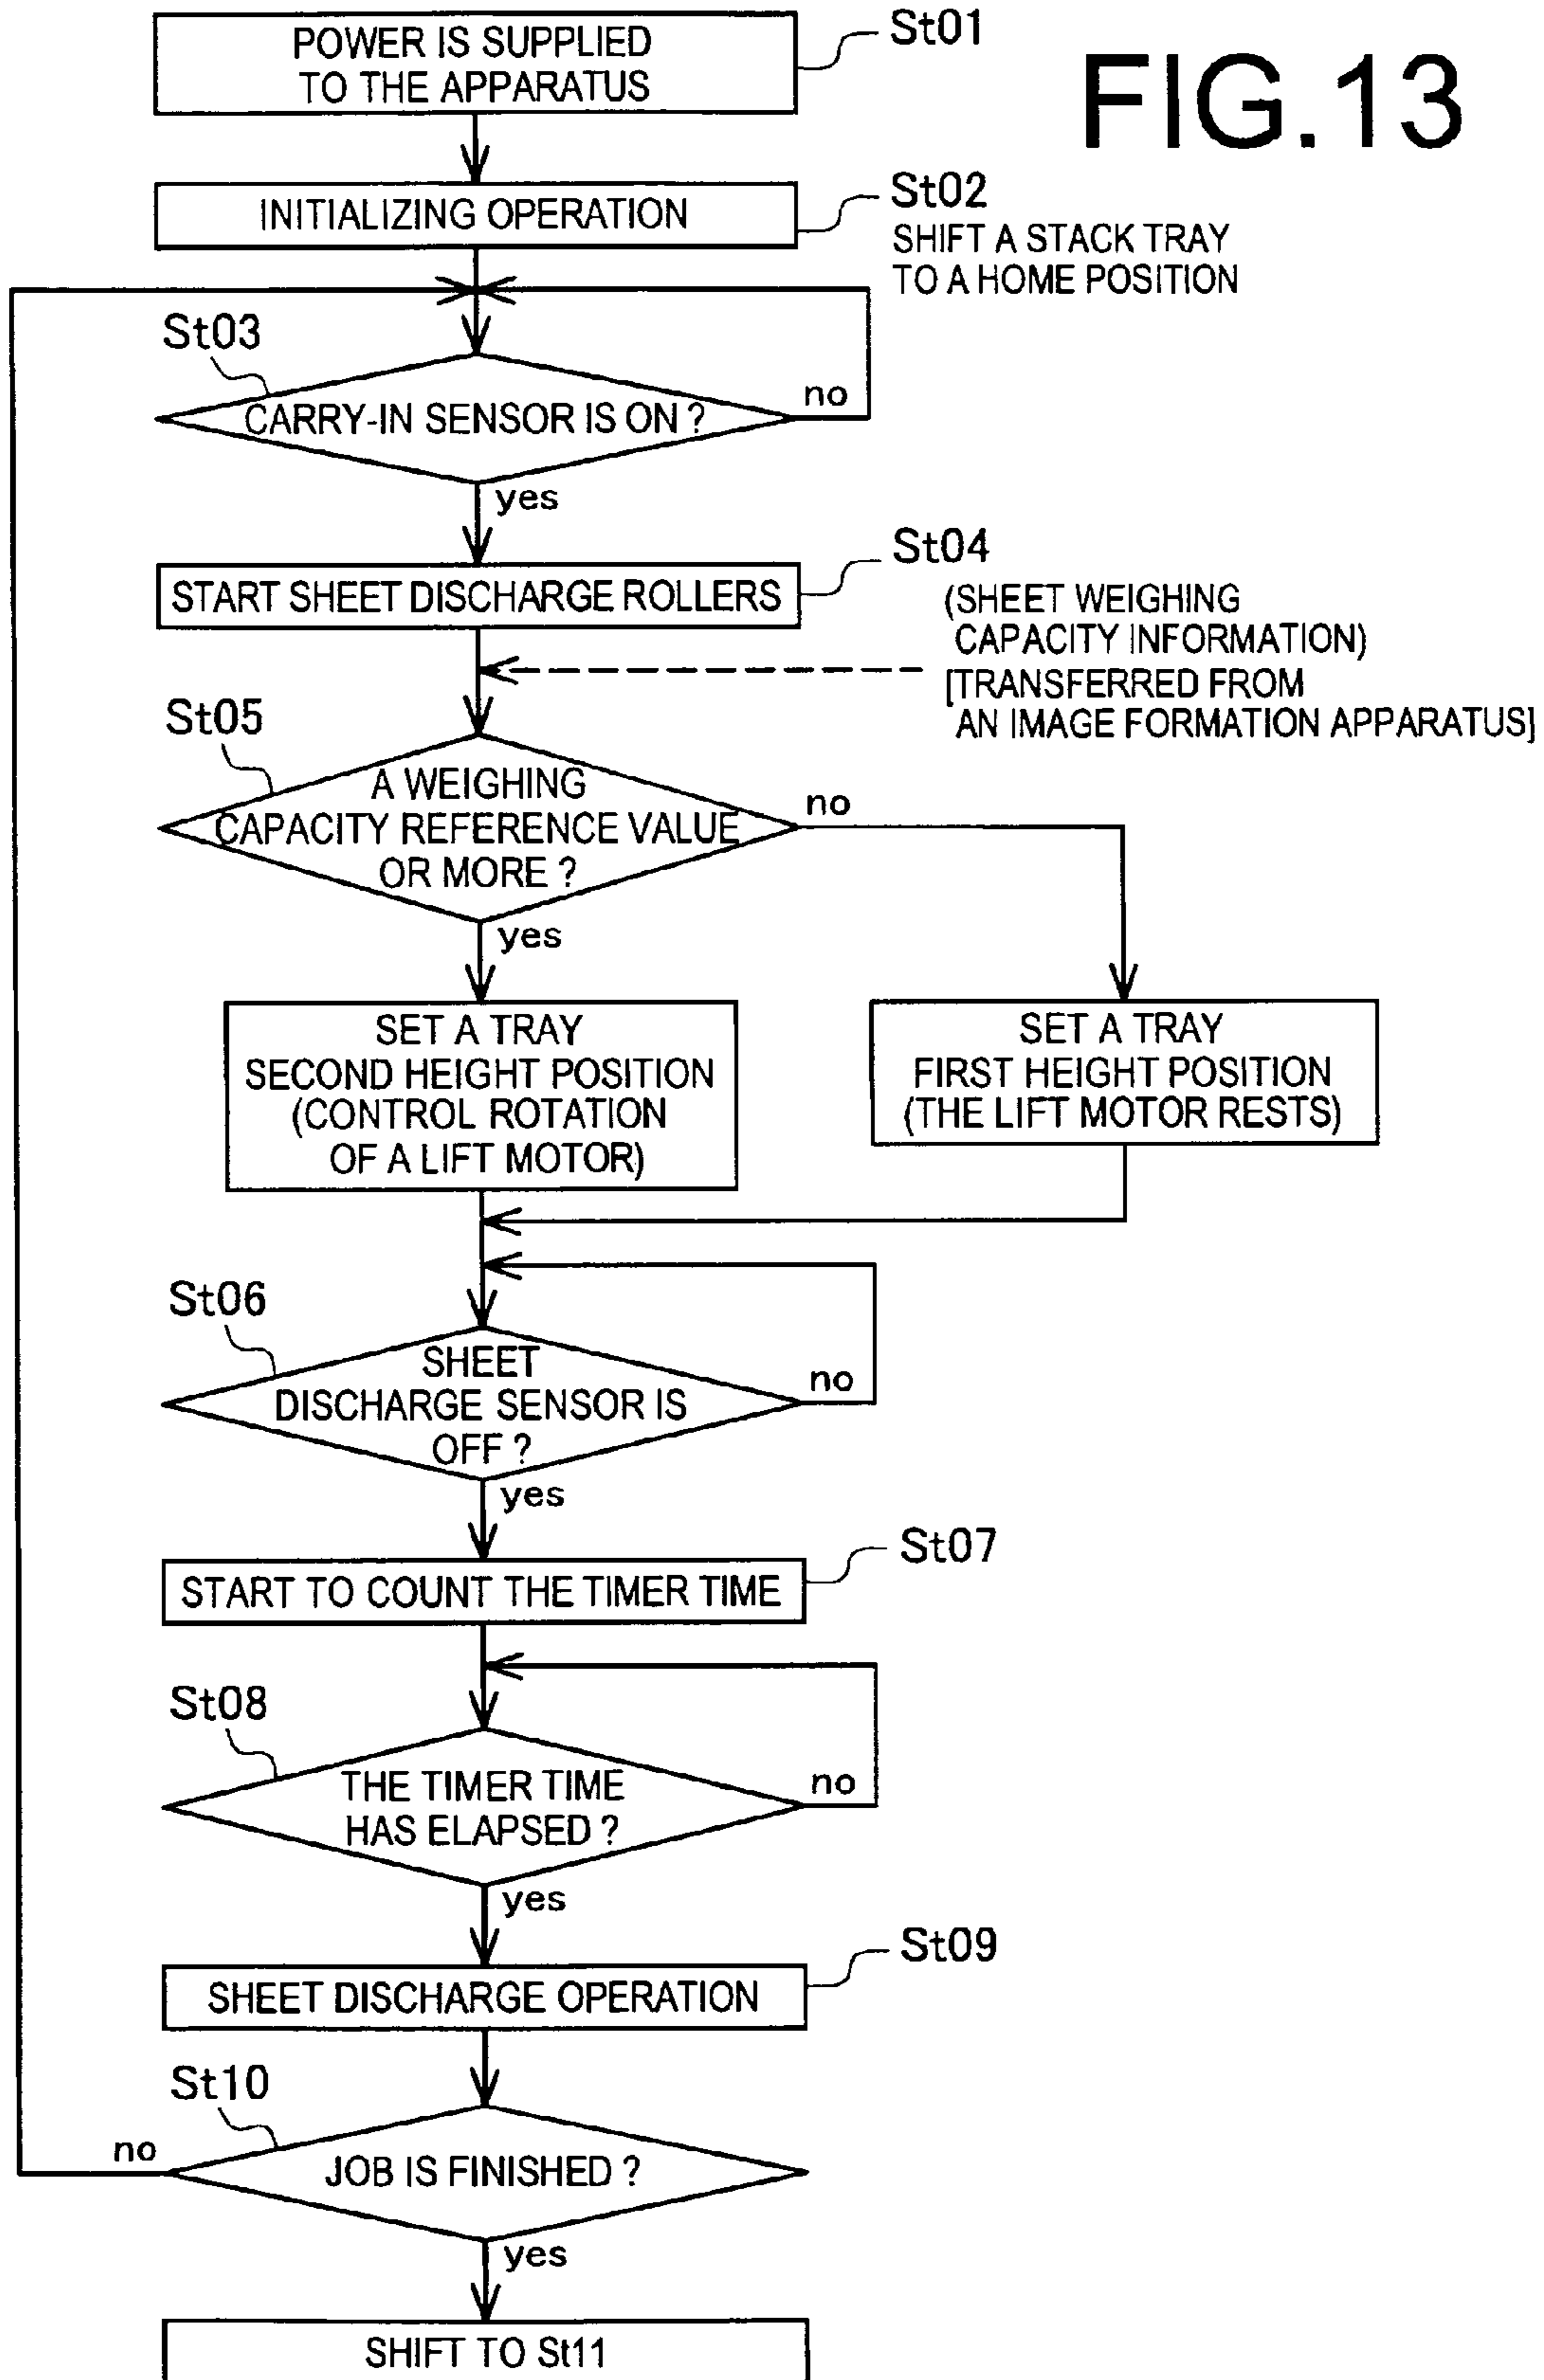 FIG.13
POWER IS SUPPLIED
TO THE APPARATUS
St01
INITIALIZING OPERATION
St02
SHIFT A STACK TRAY
TO A HOME POSITION
St03
CARRY-IN SENSOR IS ON ?
no
yes
START SHEET DISCHARGE ROLLERS
St04
(SHEET WEIGHING
CAPACITY INFORMATION)
[TRANSFERRED FROM
AN IMAGE FORMATION APPARATUS]
St05
A WEIGHING
CAPACITY REFERENCE VALUE
OR MORE ?
no
yes
SET A TRAY
SECOND HEIGHT POSITION
(CONTROL ROTATION
OF A LIFT MOTOR)
SET A TRAY
FIRST HEIGHT POSITION
(THE LIFT MOTOR RESTS)
St06
SHEET
DISCHARGE SENSOR IS
OFF ?
no
yes
START TO COUNT THE TIMER TIME
St07
St08
THE TIMER TIME
HAS ELAPSED ?
no
yes
SHEET DISCHARGE OPERATION
St09
St10
JOB IS FINISHED ?
no
yes
SHIFT TO St11